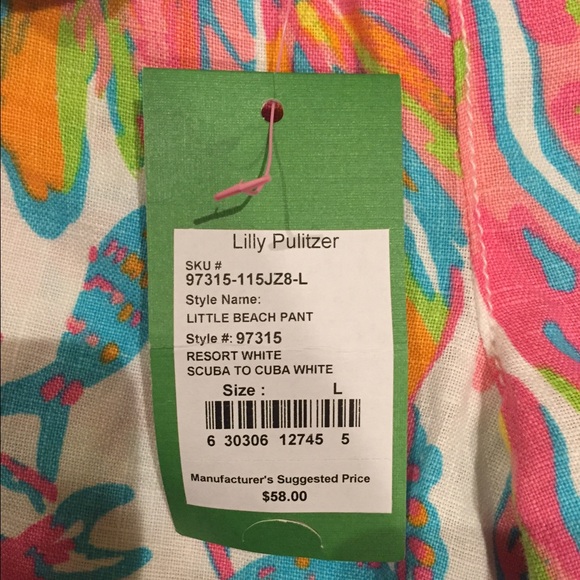 Lilly Pulitzer
SKU #
97315-115JZ8-L
Style Name:
LITTLE BEACH PANT
Style #: 97315
RESORT WHITE
SCUBA TO CUBA WHITE
Size : L
6 30306 12745 5
Manufacturer's Suggested Price
$58.00